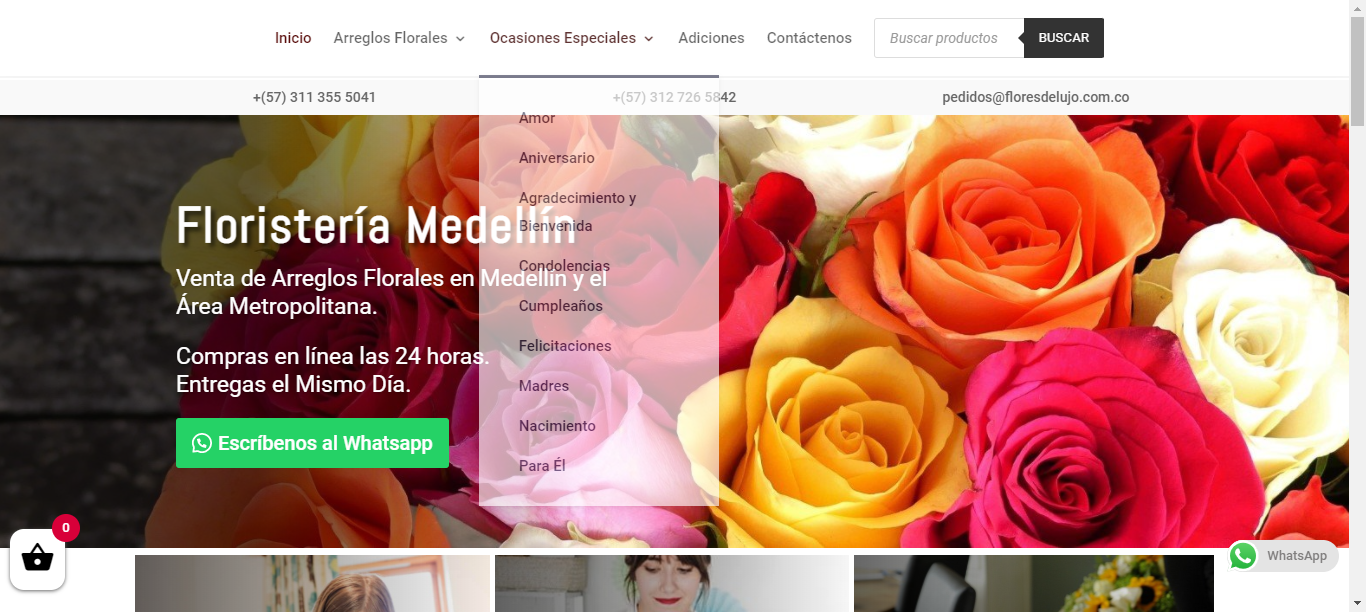 Inicio
Arreglos Florales
Ocasiones Especiales
Adiciones
Contáctenos
Buscar productos
BUSCAR
+(57) 311 355 5041
+(57) 312 726 5842
pedidos@floresdelujo.com.co
Amor
Aniversario
Agradecimiento y
Bienvenida
Condolencias
Cumpleaños
Felicitaciones
Madres
Nacimiento
Para Él
Floristería Medellín
Venta de Arreglos Florales en Medellín y el
Área Metropolitana.
Compras en línea las 24 horas.
Entregas el Mismo Día.
Escríbenos al Whatsapp
0
WhatsApp